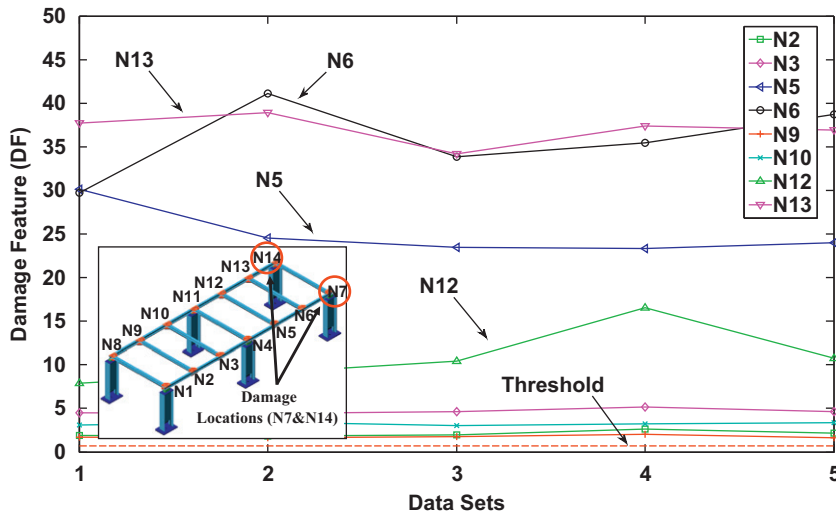 50
45
40
35
30
25
20
15
10
5
0
Damage Feature (DF)
1
2
3
4
5
Data Sets
N13
N6
N5
N12
Threshold
N2
N3
N5
N6
N9
N10
N12
N13
N14
N13
N12
N11
N10
N9
N8
N7
N6
N5
N4
N3
N2
N1
Damage
Locations (N7&N14)